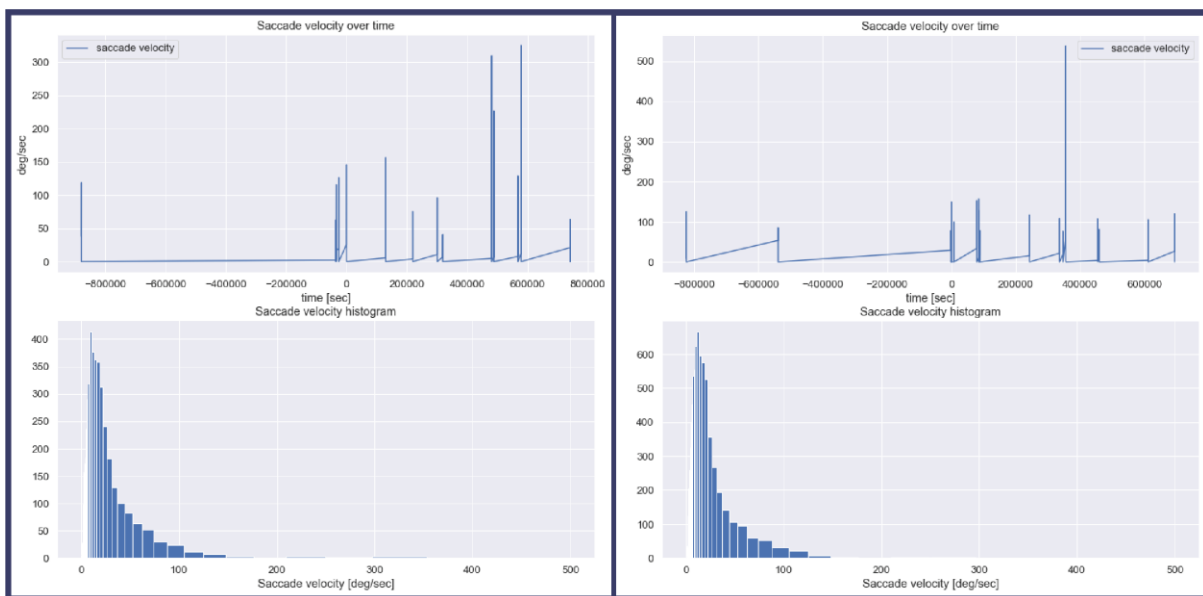 Saccade velocity over time
saccade velocity
deg/sec
300
250
200
150
100
50
0
−800000 −600000 −400000 −200000 0 200000 400000 600000 800000
time [sec]
Saccade velocity histogram
400
350
300
250
200
150
100
50
0
0 100 200 300 400 500
Saccade velocity [deg/sec]
Saccade velocity over time
saccade velocity
deg/sec
500
400
300
200
100
0
−800000 −600000 −400000 −200000 0 200000 400000 600000
time [sec]
Saccade velocity histogram
600
500
400
300
200
100
0
0 100 200 300 400 500
Saccade velocity [deg/sec]